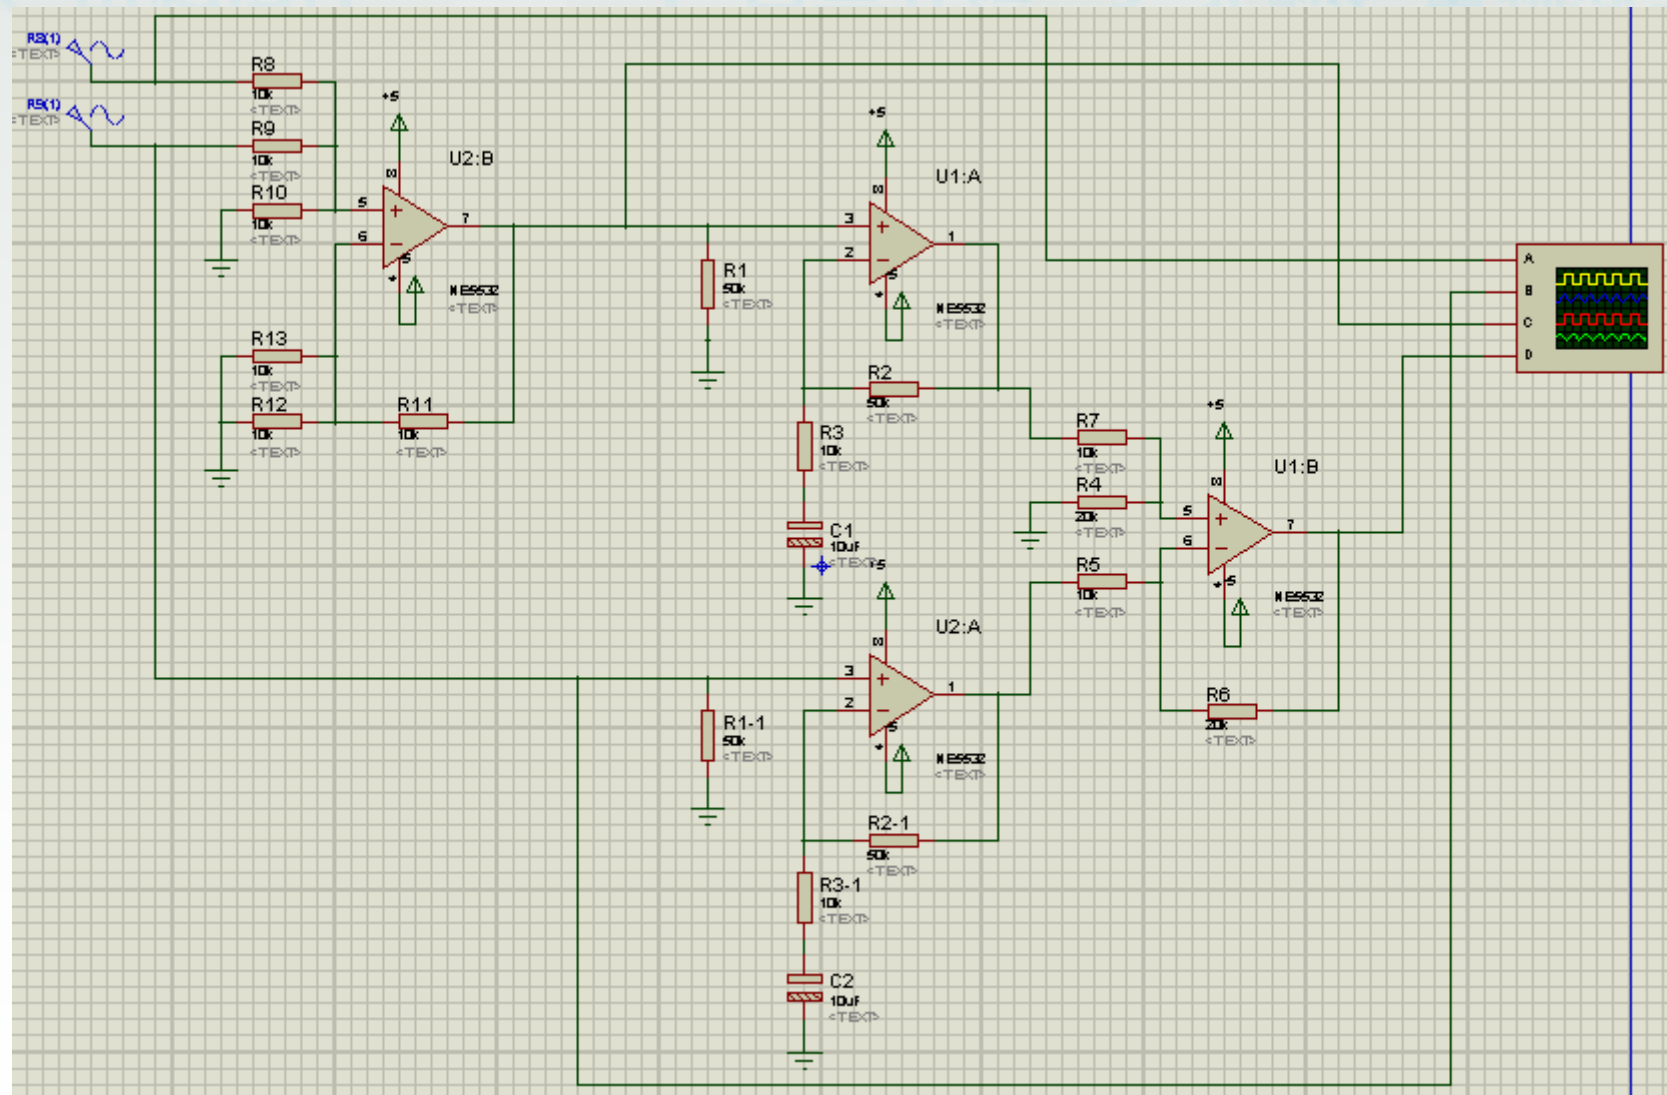 R8(1)
<TEXT>
R8
10k
<TEXT>
R9(1)
<TEXT>
R9
10k
<TEXT>
R10
10k
<TEXT>
+5
8
U2:B
5
6
7
NE5532
<TEXT>
R13
10k
<TEXT>
R12
10k
<TEXT>
R11
10k
<TEXT>
+5
8
U1:A
3
2
1
NE5532
<TEXT>
R1
50k
<TEXT>
R2
50k
<TEXT>
R3
10k
<TEXT>
C1
10uF
<TEXT>
A
B
C
D
R7
10k
<TEXT>
R4
20k
<TEXT>
R5
10k
<TEXT>
+5
8
U1:B
5
6
7
NE5532
<TEXT>
R6
20k
<TEXT>
+5
8
U2:A
3
2
1
NE5532
<TEXT>
R1-1
50k
<TEXT>
R2-1
50k
<TEXT>
R3-1
10k
<TEXT>
C2
10uF
<TEXT>